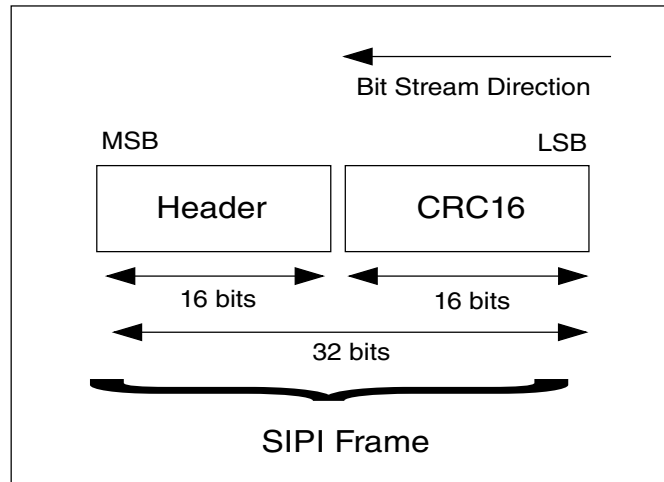 Bit Stream Direction
MSB
LSB
Header
CRC16
16 bits
16 bits
32 bits
SIPI Frame